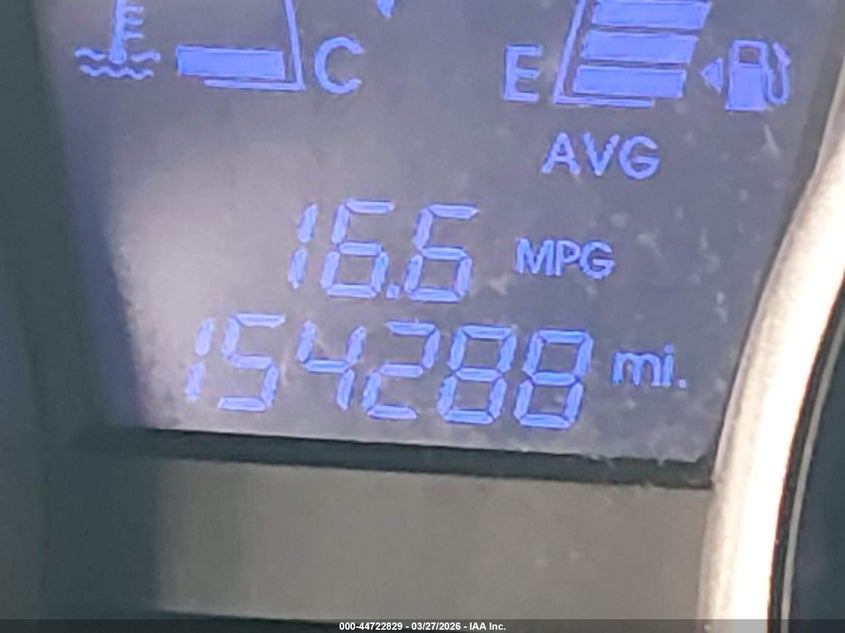 C
E
AVG
16.6 MPG
154288 mi.
000-44722829 - 03/27/2026 - IAA Inc.